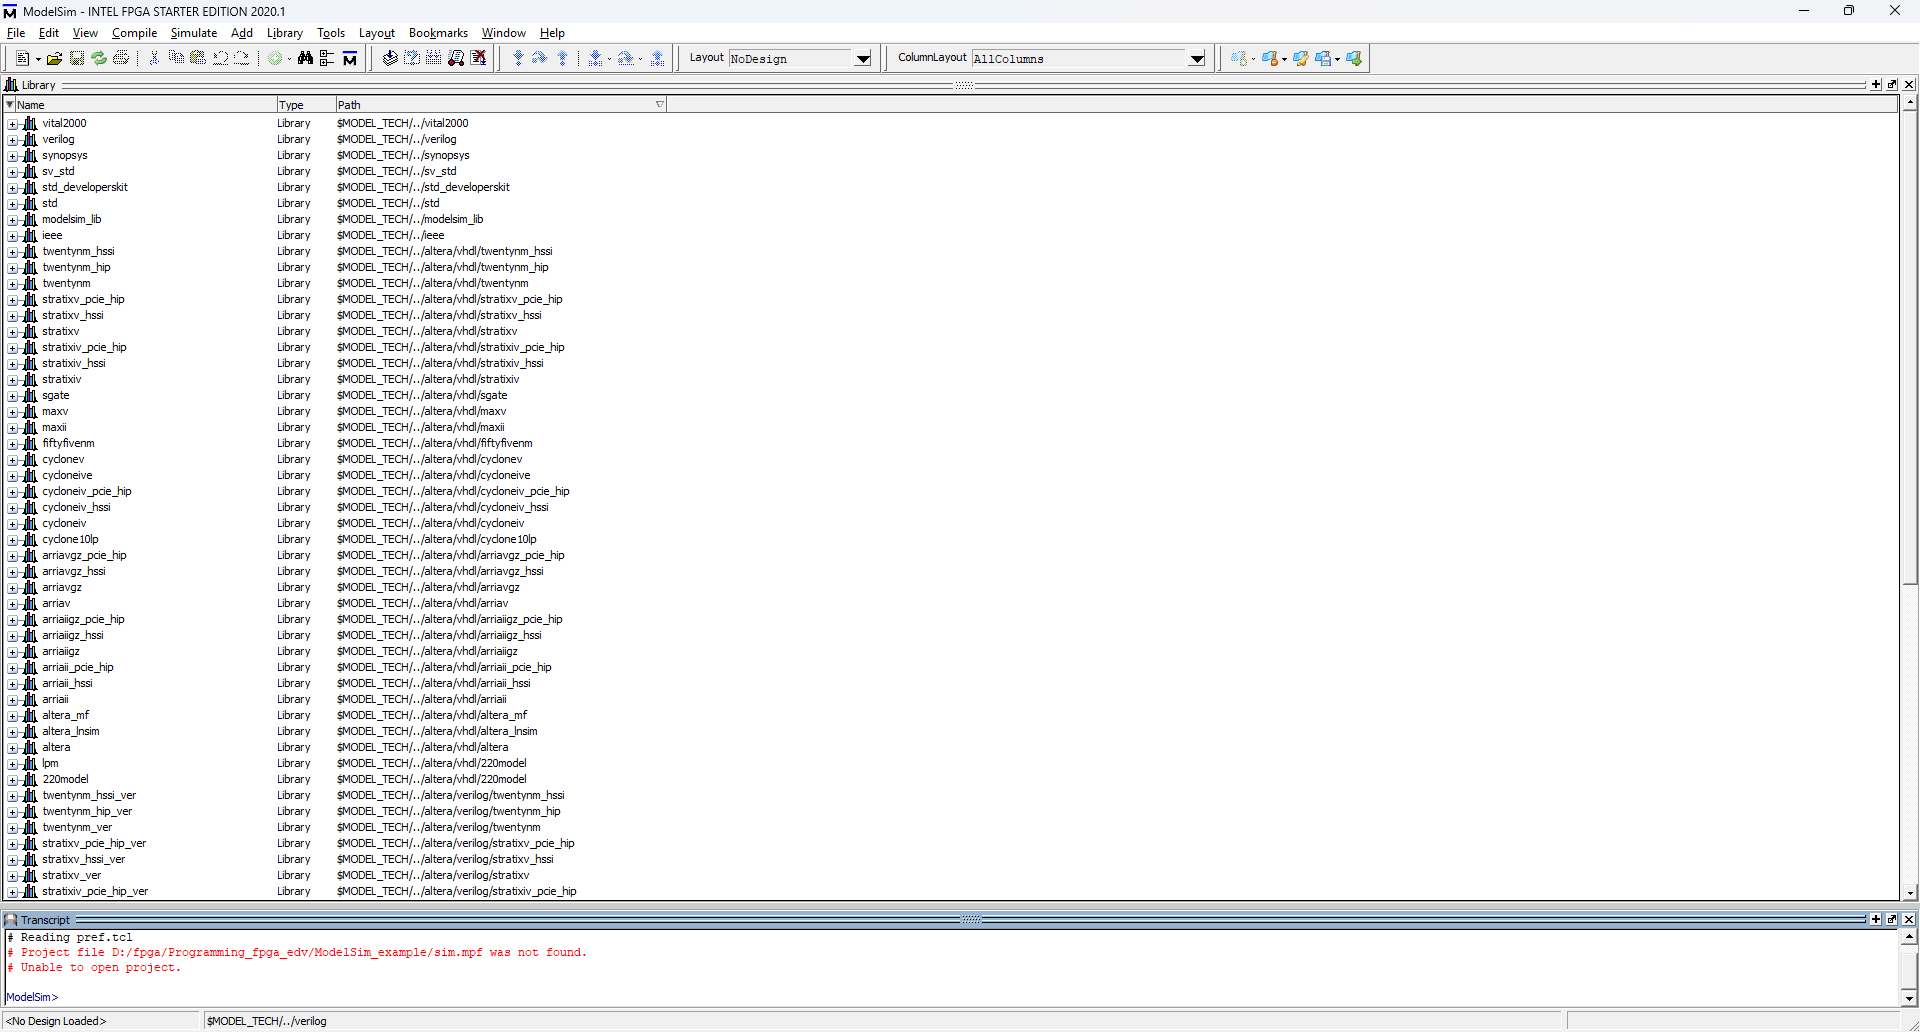 ModelSim - INTEL FPGA STARTER EDITION 2020.1
File Edit View Compile Simulate Add Library Tools Layout Bookmarks Window Help
Layout NoDesign ColumnLayout AllColumns
Library
Name Type Path
vital2000 Library $MODEL_TECH/../vital2000
verilog Library $MODEL_TECH/../verilog
synopsys Library $MODEL_TECH/../synopsys
sv_std Library $MODEL_TECH/../sv_std
std_developerskit Library $MODEL_TECH/../std_developerskit
std Library $MODEL_TECH/../std
modelsim_lib Library $MODEL_TECH/../modelsim_lib
ieee Library $MODEL_TECH/../ieee
twentynm_hssi Library $MODEL_TECH/../altera/vhdl/twentynm_hssi
twentynm_hip Library $MODEL_TECH/../altera/vhdl/twentynm_hip
twentynm Library $MODEL_TECH/../altera/vhdl/twentynm
stratixv_pcie_hip Library $MODEL_TECH/../altera/vhdl/stratixv_pcie_hip
stratixv_hssi Library $MODEL_TECH/../altera/vhdl/stratixv_hssi
stratixv Library $MODEL_TECH/../altera/vhdl/stratixv
stratixiv_pcie_hip Library $MODEL_TECH/../altera/vhdl/stratixiv_pcie_hip
stratixiv_hssi Library $MODEL_TECH/../altera/vhdl/stratixiv_hssi
stratixiv Library $MODEL_TECH/../altera/vhdl/stratixiv
sgate Library $MODEL_TECH/../altera/vhdl/sgate
maxv Library $MODEL_TECH/../altera/vhdl/maxv
maxii Library $MODEL_TECH/../altera/vhdl/maxii
fiftyfivenm Library $MODEL_TECH/../altera/vhdl/fiftyfivenm
cyclonev Library $MODEL_TECH/../altera/vhdl/cyclonev
cycloneive Library $MODEL_TECH/../altera/vhdl/cycloneive
cycloneiv_pcie_hip Library $MODEL_TECH/../altera/vhdl/cycloneiv_pcie_hip
cycloneiv_hssi Library $MODEL_TECH/../altera/vhdl/cycloneiv_hssi
cycloneiv Library $MODEL_TECH/../altera/vhdl/cycloneiv
cyclone10lp Library $MODEL_TECH/../altera/vhdl/cyclone10lp
arriavgz_pcie_hip Library $MODEL_TECH/../altera/vhdl/arriavgz_pcie_hip
arriavgz_hssi Library $MODEL_TECH/../altera/vhdl/arriavgz_hssi
arriavgz Library $MODEL_TECH/../altera/vhdl/arriavgz
arriav Library $MODEL_TECH/../altera/vhdl/arriav
arriaiigz_pcie_hip Library $MODEL_TECH/../altera/vhdl/arriaiigz_pcie_hip
arriaiigz_hssi Library $MODEL_TECH/../altera/vhdl/arriaiigz_hssi
arriaiigz Library $MODEL_TECH/../altera/vhdl/arriaiigz
arriaii_pcie_hip Library $MODEL_TECH/../altera/vhdl/arriaii_pcie_hip
arriaii_hssi Library $MODEL_TECH/../altera/vhdl/arriaii_hssi
arriaii Library $MODEL_TECH/../altera/vhdl/arriaii
altera_mf Library $MODEL_TECH/../altera/vhdl/altera_mf
altera_lnsim Library $MODEL_TECH/../altera/vhdl/altera_lnsim
altera Library $MODEL_TECH/../altera/vhdl/altera
lpm Library $MODEL_TECH/../altera/vhdl/220model
220model Library $MODEL_TECH/../altera/vhdl/220model
twentynm_hssi_ver Library $MODEL_TECH/../altera/verilog/twentynm_hssi
twentynm_hip_ver Library $MODEL_TECH/../altera/verilog/twentynm_hip
twentynm_ver Library $MODEL_TECH/../altera/verilog/twentynm
stratixv_pcie_hip_ver Library $MODEL_TECH/../altera/verilog/stratixv_pcie_hip
stratixv_hssi_ver Library $MODEL_TECH/../altera/verilog/stratixv_hssi
stratixv_ver Library $MODEL_TECH/../altera/verilog/stratixv
stratixiv_pcie_hip_ver Library $MODEL_TECH/../altera/verilog/stratixiv_pcie_hip
Transcript
# Reading pref.tcl
# Project file D:/fpga/Programming_fpga_edv/ModelSim_example/sim.mpf was not found.
# Unable to open project.
ModelSim>
<No Design Loaded> $MODEL_TECH/../verilog